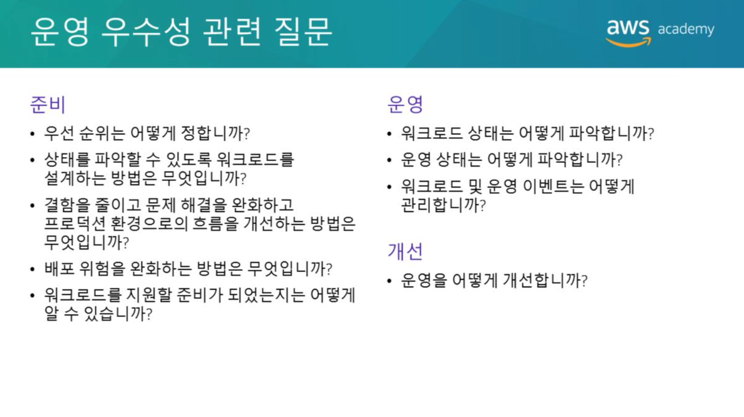 운영 우수성 관련 질문
aws academy
준비
• 우선 순위는 어떻게 정합니까?
• 상태를 파악할 수 있도록 워크로드를
설계하는 방법은 무엇입니까?
• 결함을 줄이고 문제 해결을 완화하고
프로덕션 환경으로의 흐름을 개선하는 방법은
무엇입니까?
• 배포 위험을 완화하는 방법은 무엇입니까?
• 워크로드를 지원할 준비가 되었는지는 어떻게
알 수 있습니까?
운영
• 워크로드 상태는 어떻게 파악합니까?
• 운영 상태는 어떻게 파악합니까?
• 워크로드 및 운영 이벤트는 어떻게
관리합니까?
개선
• 운영을 어떻게 개선합니까?